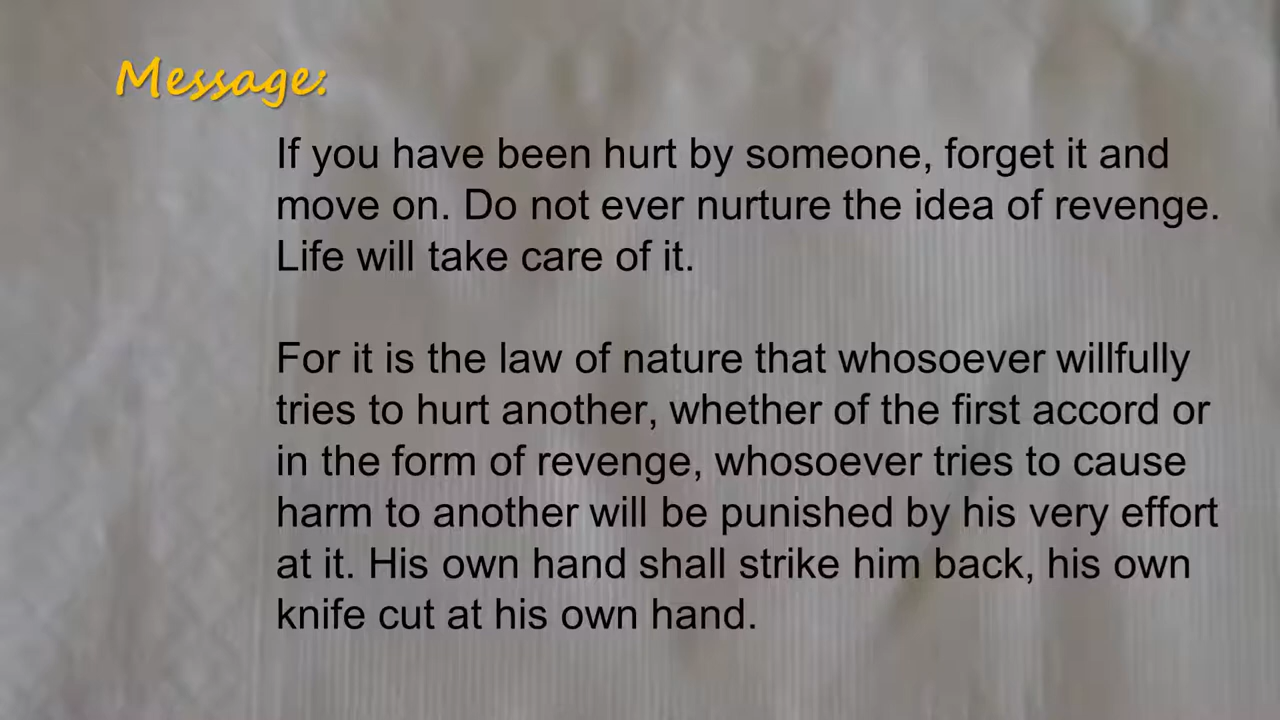 Message:
If you have been hurt by someone, forget it and
move on. Do not ever nurture the idea of revenge.
Life will take care of it.
For it is the law of nature that whosoever willfully
tries to hurt another, whether of the first accord or
in the form of revenge, whosoever tries to cause
harm to another will be punished by his very effort
at it. His own hand shall strike him back, his own
knife cut at his own hand.